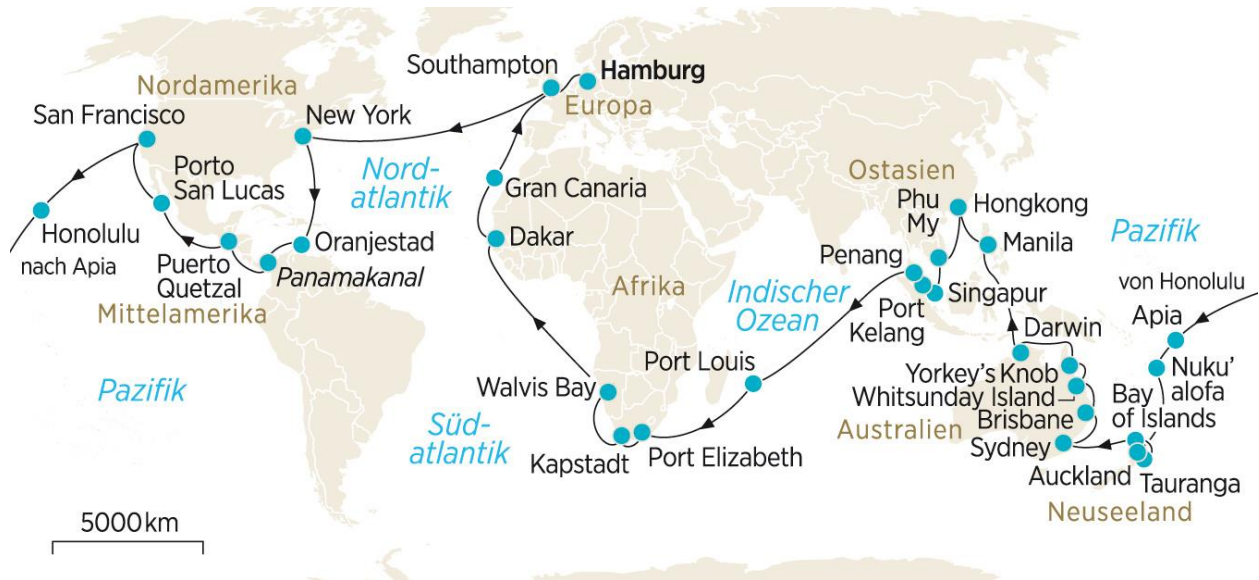 Southampton
Hamburg
Nordamerika
Europa
San Francisco
New York
Porto
San Lucas
Nord-
atlantik
Gran Canaria
Ostasien
Phu
My
Hongkong
Honolulu
nach Apia
Oranjestad
Dakar
Manila
Pazifik
Puerto
Quetzal
Panamakanal
Mittelamerika
Afrika
Indischer
Ozean
Penang
Port
Kelang
Singapur
von Honolulu
Apia
Darwin
Pazifik
Walvis Bay
Port Louis
Yorkey's Knob
Whitsunday Island
Brisbane
Nuku'
alofa
Bay
of Islands
Süd-
atlantik
Kapstadt
Port Elizabeth
Australien
Sydney
Auckland
Tauranga
Neuseeland
5000 km